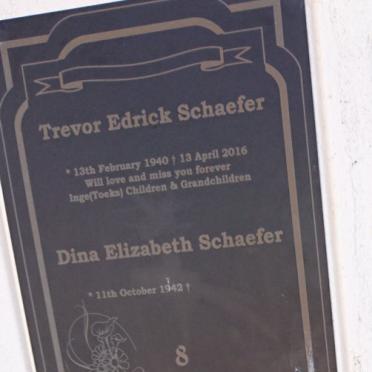 Trevor Edrick Schaefer
* 13th February 1940 † 13 April 2016
Will love and miss you forever
Inge(Toeks) Children & Grandchildren
Dina Elizabeth Schaefer
* 11th October 1942 †
8